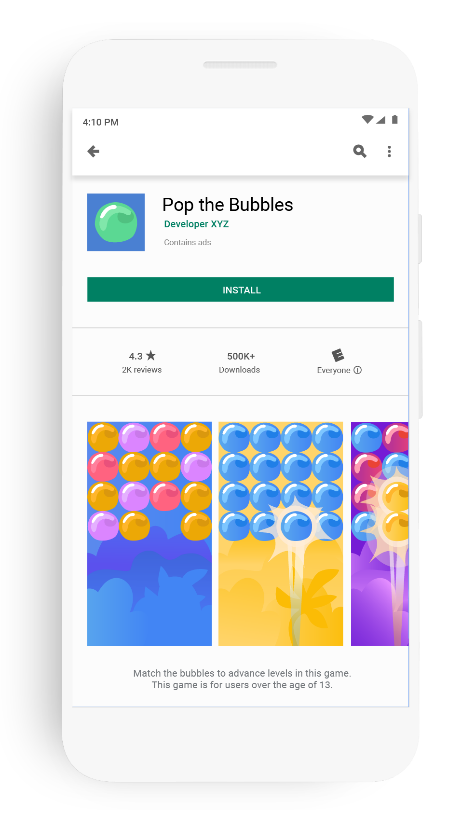 4:10 PM
Pop the Bubbles
Developer XYZ
Contains ads
INSTALL
4.3 ★ 500K+ E
2K reviews Downloads Everyone ⓘ
Match the bubbles to advance levels in this game.
This game is for users over the age of 13.